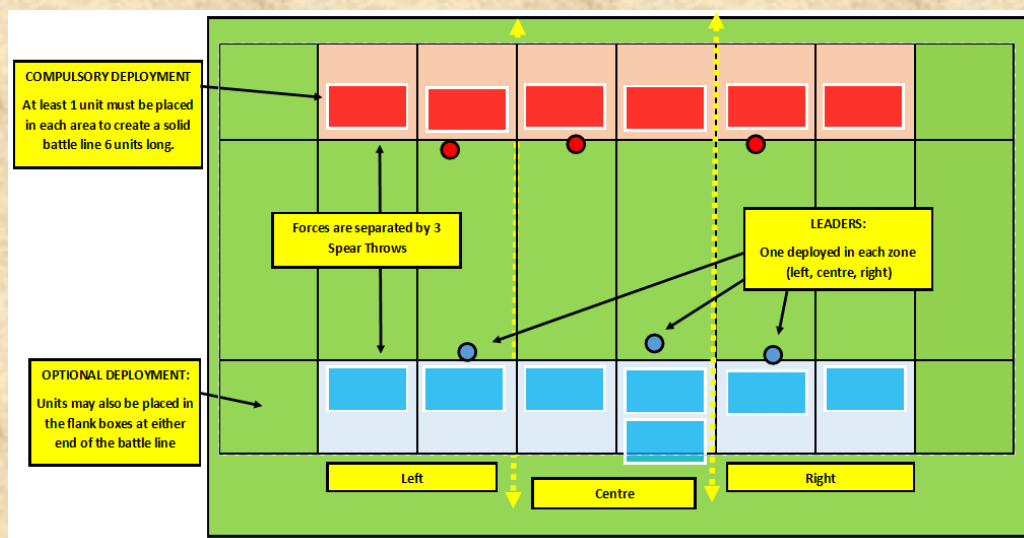 COMPULSORY DEPLOYMENT
At least 1 unit must be placed
in each area to create a solid
battle line 6 units long.
Forces are separated by 3
Spear Throws
LEADERS:
One deployed in each zone
(left, centre, right)
OPTIONAL DEPLOYMENT:
Units may also be placed in
the flank boxes at either
end of the battle line
Left
Centre
Right